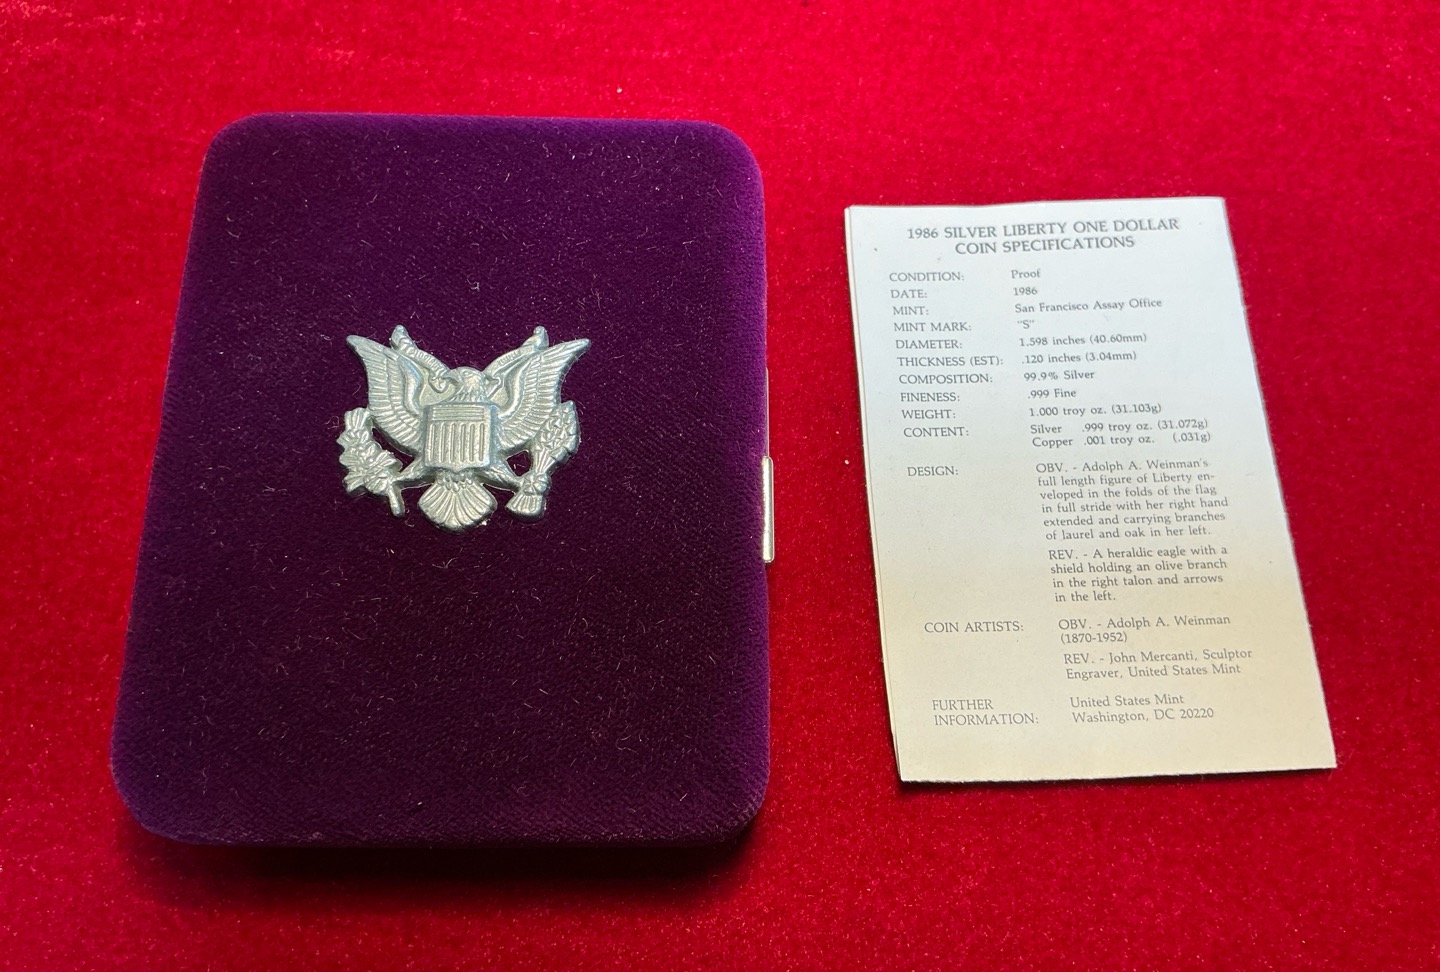 1986 SILVER LIBERTY ONE DOLLAR
COIN SPECIFICATIONS
CONDITION: Proof
DATE: 1986
MINT: San Francisco Assay Office
MINT MARK: "S"
DIAMETER: 1.598 inches (40.60mm)
THICKNESS (EST): .120 inches (3.04mm)
COMPOSITION: 99.9% Silver
FINENESS: .999 Fine
WEIGHT: 1.000 troy oz. (31.103g)
CONTENT: Silver .999 troy oz. (31.072g)
Copper .001 troy oz. (.031g)
DESIGN: OBV. - Adolph A. Weinman's
full length figure of Liberty en-
veloped in the folds of the flag
in full stride with her right hand
extended and carrying branches
of laurel and oak in her left.
REV. - A heraldic eagle with a
shield holding an olive branch
in the right talon and arrows
in the left.
COIN ARTISTS: OBV. - Adolph A. Weinman
(1870-1952)
REV. - John Mercanti, Sculptor
Engraver, United States Mint
FURTHER United States Mint
INFORMATION: Washington, DC 20220